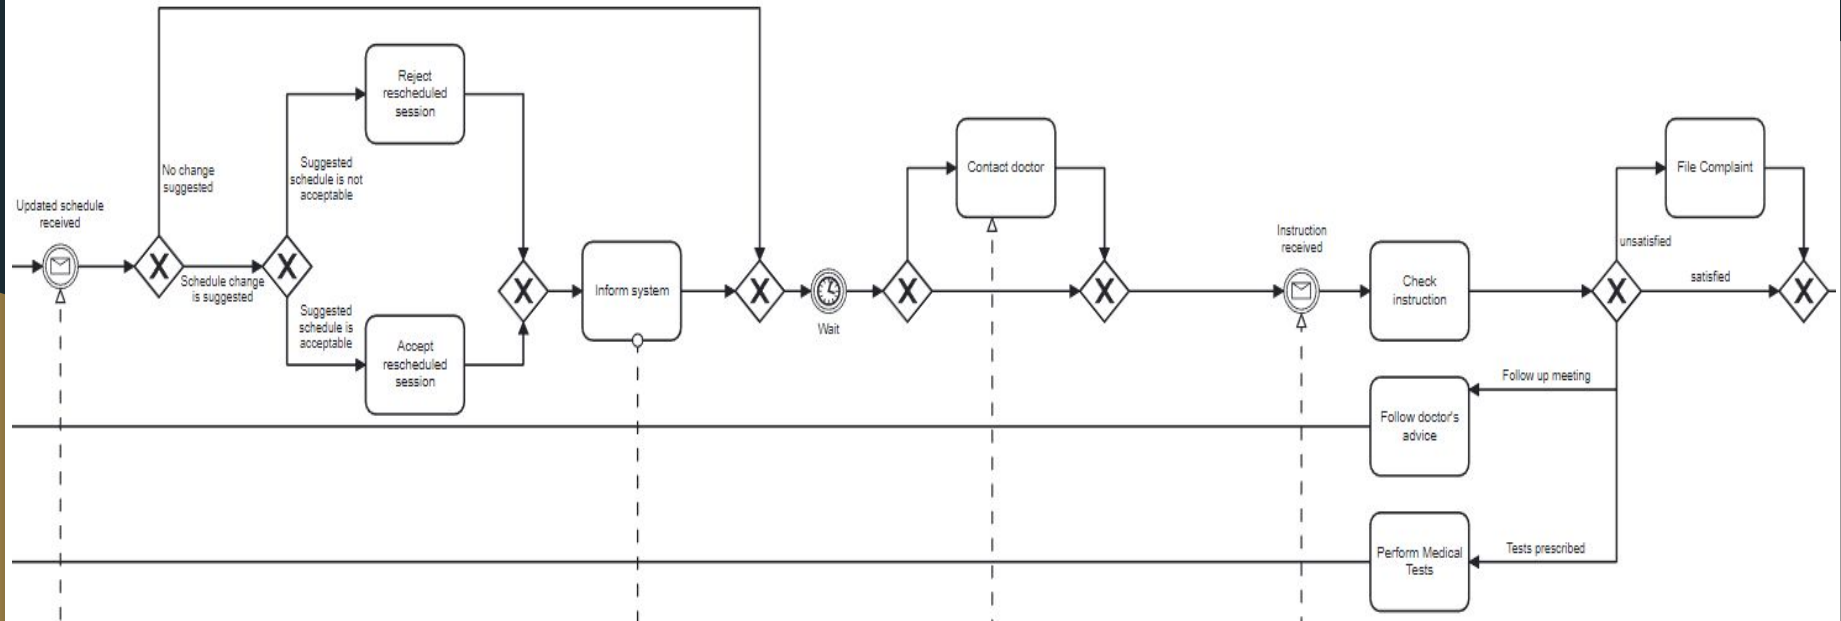 Updated schedule
received
No change
suggested
Schedule change
is suggested
Suggested
schedule is not
acceptable
Suggested
schedule is
acceptable
Reject
rescheduled
session
Accept
rescheduled
session
Inform system
Wait
Contact doctor
Instruction
received
Check
instruction
unsatisfied
satisfied
File Complaint
Follow up meeting
Follow doctor's
advice
Tests prescribed
Perform Medical
Tests